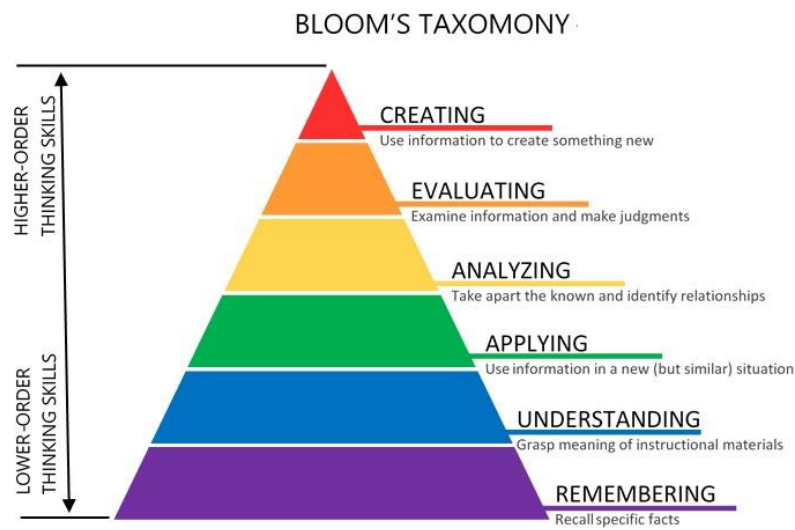 BLOOM'S TAXOMONY
HIGHER-ORDER
THINKING SKILLS
LOWER-ORDER
THINKING SKILLS
CREATING
Use information to create something new
EVALUATING
Examine information and make judgments
ANALYZING
Take apart the known and identify relationships
APPLYING
Use information in a new (but similar) situation
UNDERSTANDING
Grasp meaning of instructional materials
REMEMBERING
Recall specific facts